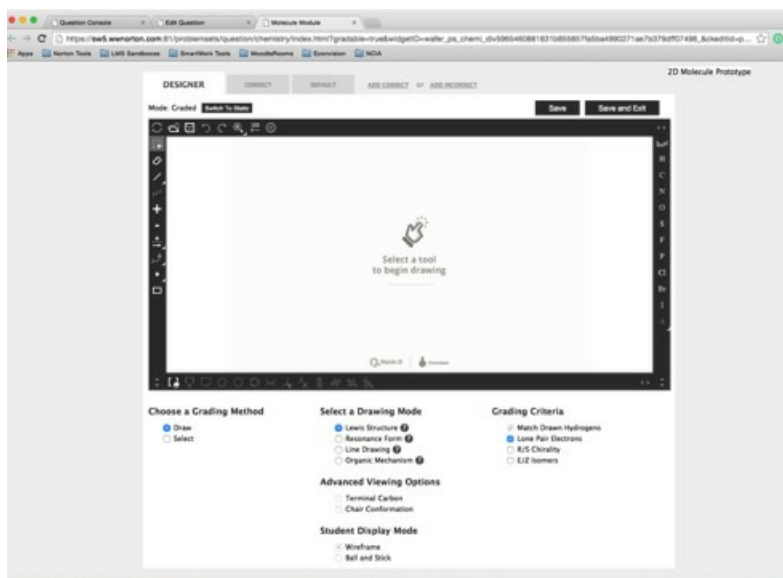 Question Console
Edit Question
Molecule Module
Apps Norton Tools LMS Sandboxes SmartWork Tools MoodleRooms Econvision NCIA
2D Molecule Prototype
DESIGNER CORRECT DEFAULT ADD CORRECT or ADD INCORRECT
Mode: Graded Switch To Static Save Save and Exit
H
C
N
O
S
F
P
Cl
Br
I
Select a tool
to begin drawing
Choose a Grading Method
Draw
Select
Select a Drawing Mode
Lewis Structure
Resonance Form
Line Drawing
Organic Mechanism
Advanced Viewing Options
Terminal Carbon
Chair Conformation
Student Display Mode
Wireframe
Ball and Stick
Grading Criteria
Match Drawn Hydrogens
Lone Pair Electrons
R/S Chirality
E/Z Isomers